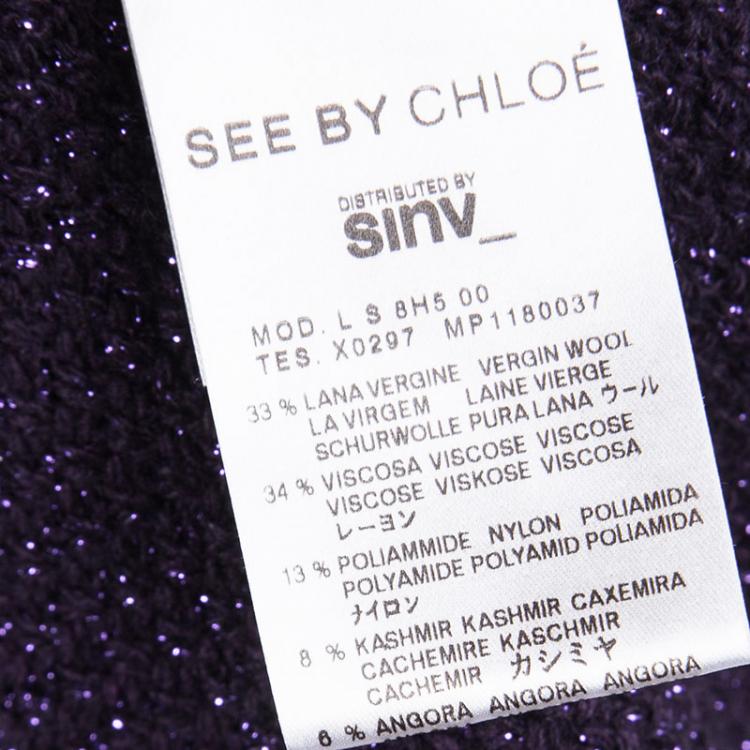 SEE BY CHLOÉ
DISTRIBUTED BY
sinv_
MOD. L S 8H5 00
TES. X0297 MP1180037
33 % LANA VERGINE VERGIN WOOL
LA VIRGEM LAINE VIERGE
SCHURWOLLE PURA LANA ウール
34 % VISCOSA VISCOSE VISCOSE
VISCOSE VISKOSE VISCOSA
レーヨン
13 % POLIAMMIDE NYLON POLIAMIDA
POLYAMIDE POLYAMID POLIAMIDA
ナイロン
8 % KASHMIR KASHMIR CAXEMIRA
CACHEMIRE KASCHMIR
CACHEMIR カシミヤ
6 % ANGORA ANGORA ANGORA